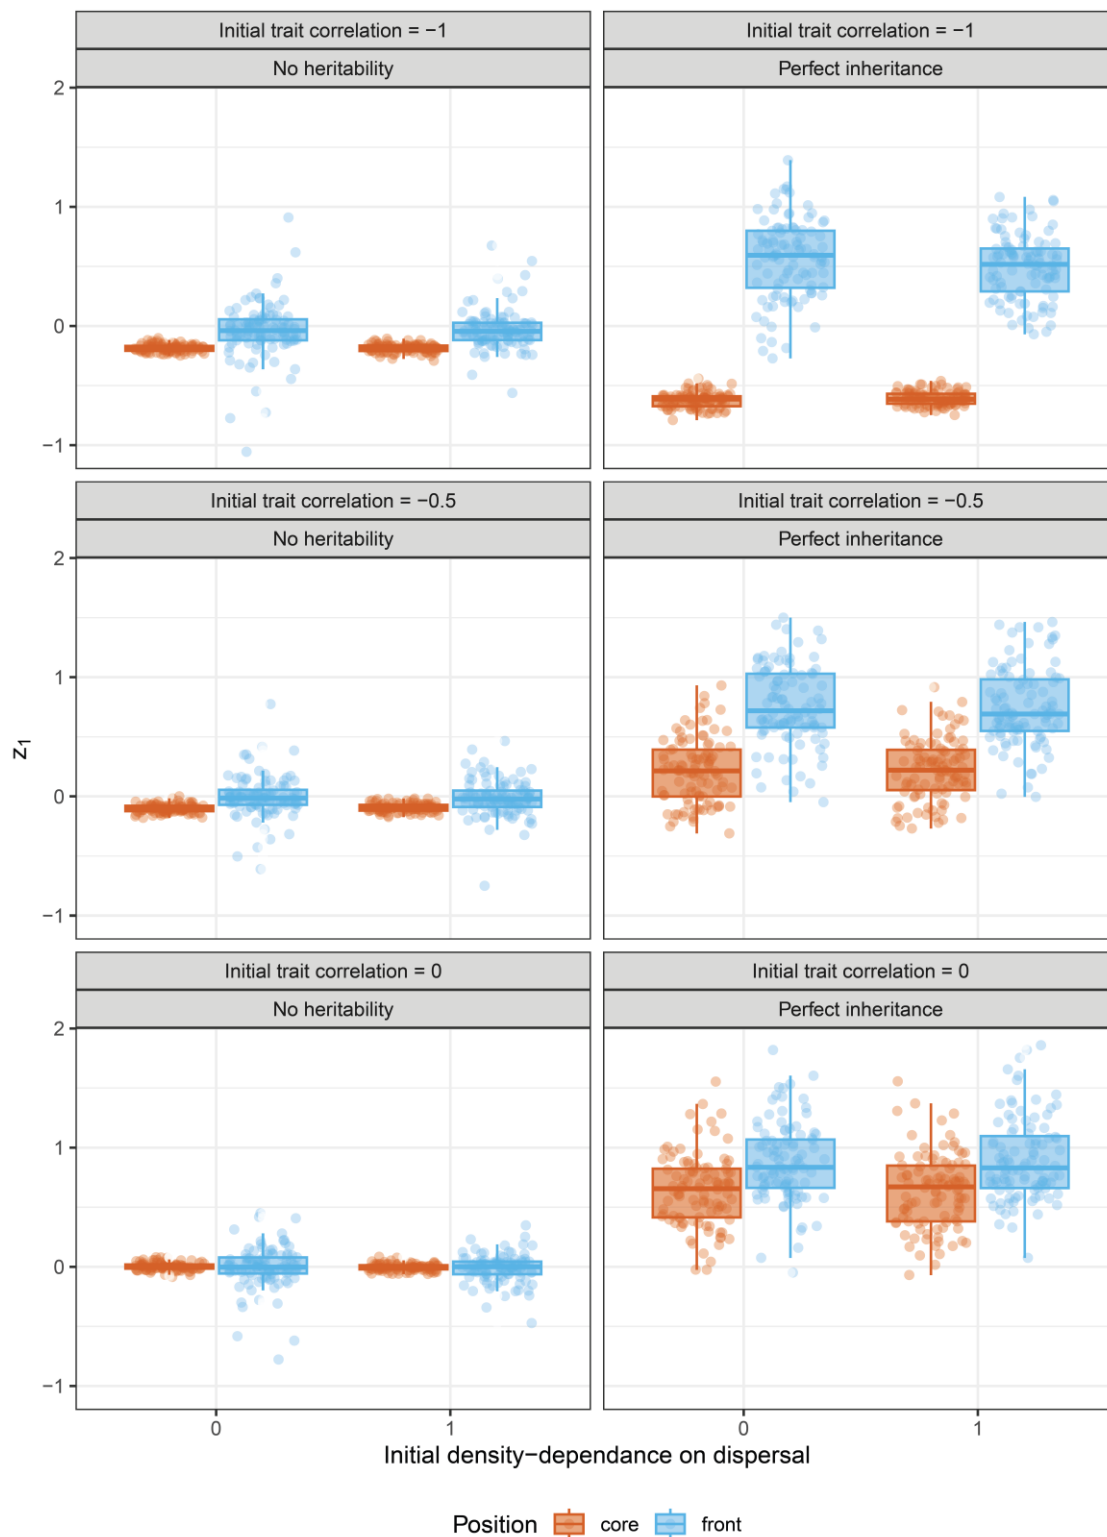 Initial trait correlation = −1
Initial trait correlation = −1
No heritability
Perfect inheritance
2
1
0
−1
Initial trait correlation = −0.5
Initial trait correlation = −0.5
No heritability
Perfect inheritance
2
1
0
−1
z1
Initial trait correlation = 0
Initial trait correlation = 0
No heritability
Perfect inheritance
2
1
0
−1
0 1 0 1
Initial density−dependance on dispersal
Position core front